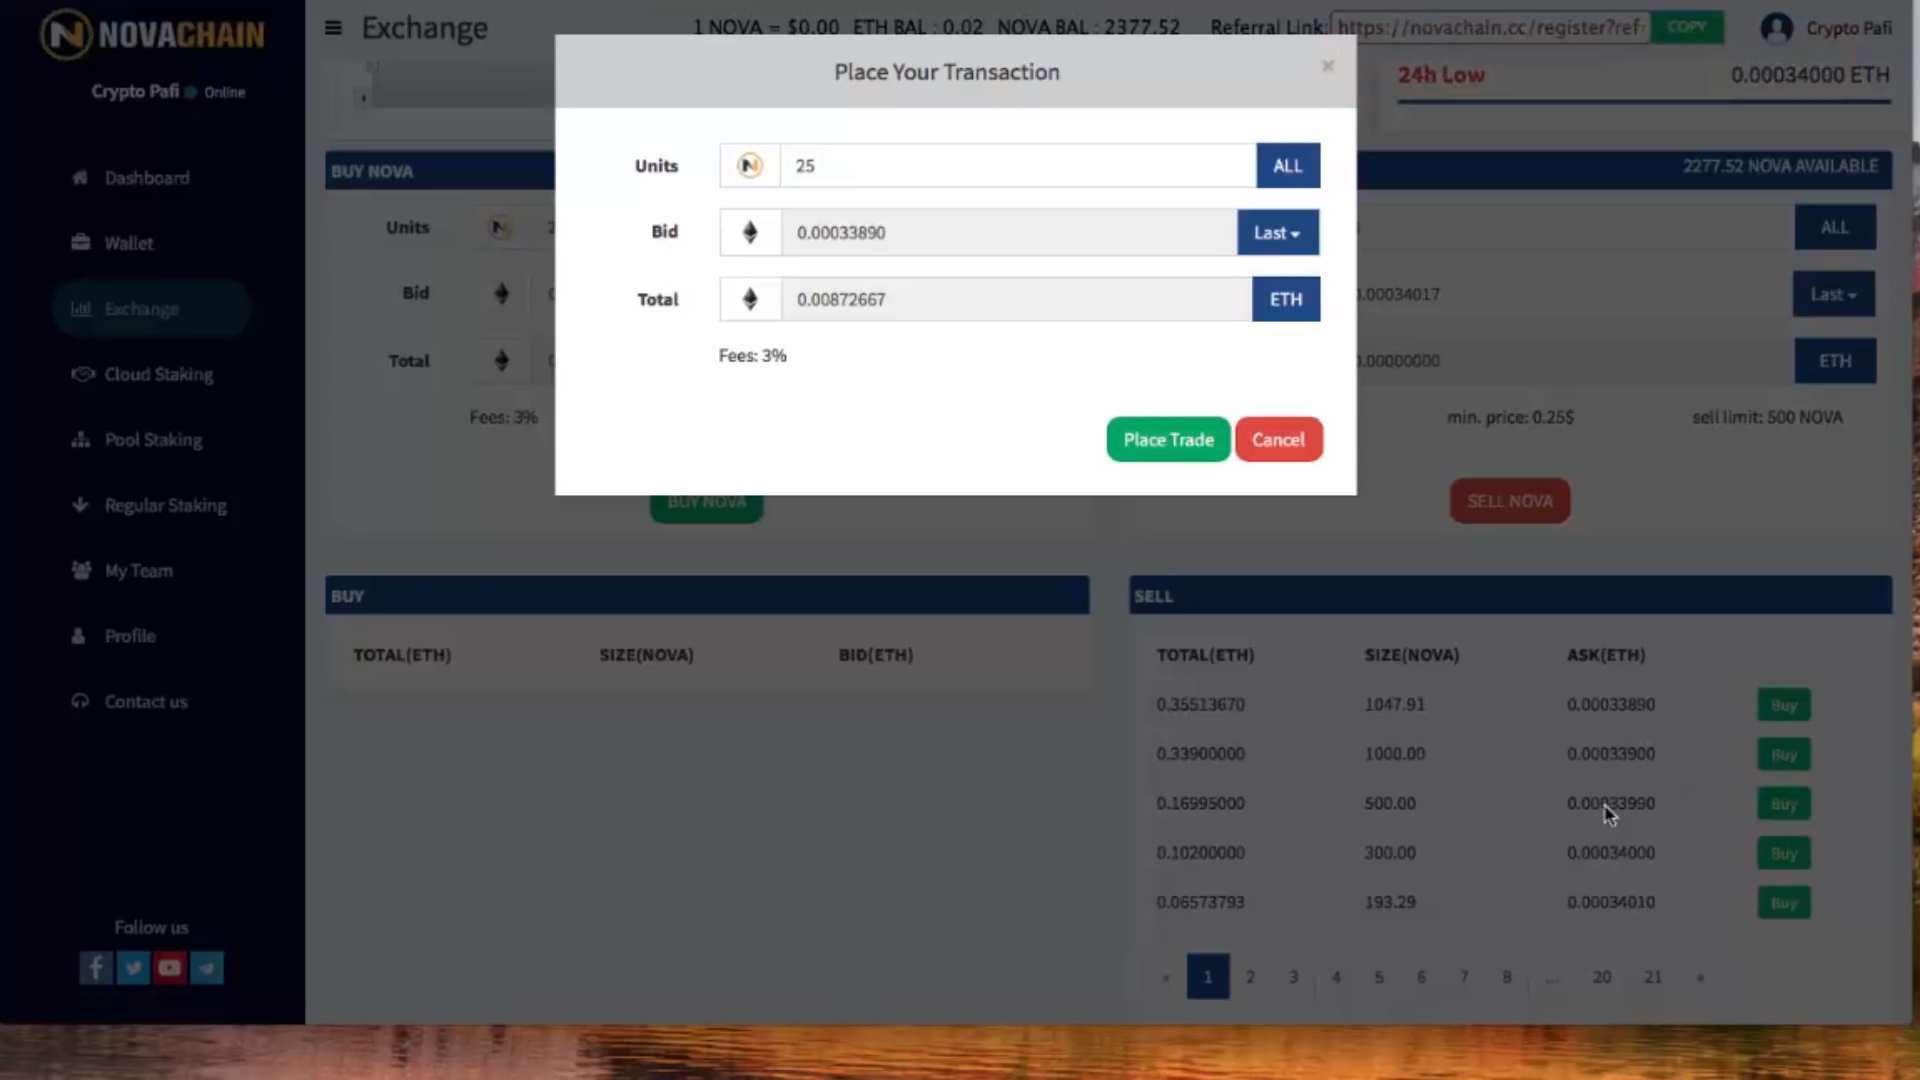 NOVACHAIN
Crypto Pafi Online
Dashboard
Wallet
Exchange
Cloud Staking
Pool Staking
Regular Staking
My Team
Profile
Contact us
Follow us
Exchange
1 NOVA = $0.00 ETH BAL : 0.02 NOVA BAL : 2377.52 Referral Link: https://novachain.cc/register?ref= COPY Crypto Pafi
24h Low 0.00034000 ETH
Place Your Transaction ×
Units 25 ALL
Bid 0.00033890 Last
Total 0.00872667 ETH
Fees: 3%
Place Trade Cancel
BUY NOVA
Units
Bid
Total
Fees: 3%
BUY NOVA
2277.52 NOVA AVAILABLE
ALL
0.00034017 Last
0.00000000 ETH
min. price: 0.25$ sell limit: 500 NOVA
SELL NOVA
BUY
TOTAL(ETH) SIZE(NOVA) BID(ETH)
SELL
TOTAL(ETH) SIZE(NOVA) ASK(ETH)
0.35513670 1047.91 0.00033890 Buy
0.33900000 1000.00 0.00033900 Buy
0.16995000 500.00 0.00033990 Buy
0.10200000 300.00 0.00034000 Buy
0.06573793 193.29 0.00034010 Buy
« 1 2 3 4 5 6 7 8 ... 20 21 »